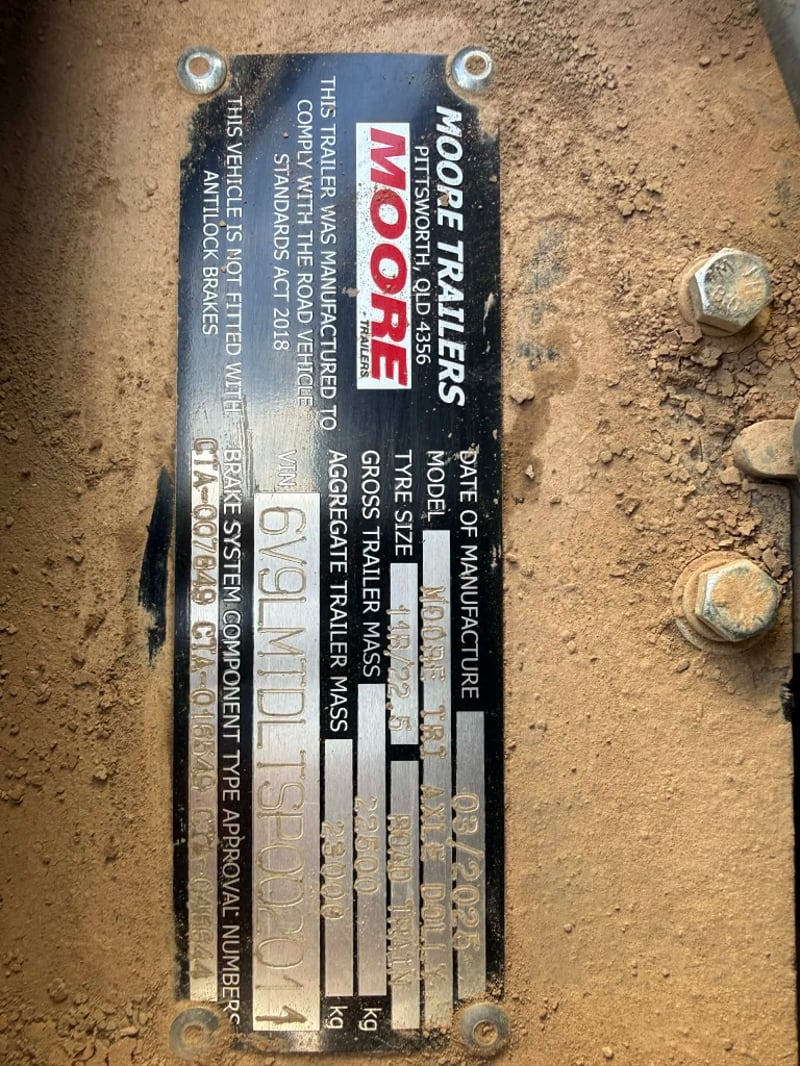 MOORE TRAILERS
PITTSWORTH, QLD 4356
MOORE
TRAILERS
THIS TRAILER WAS MANUFACTURED TO
COMPLY WITH THE ROAD VEHICLE
STANDARDS ACT 2018
THIS VEHICLE IS NOT FITTED WITH
ANTILOCK BRAKES
DATE OF MANUFACTURE 03/2025
MODEL MOORE TRI AXLE DOLLY
TYRE SIZE 11R/22.5 ROAD TRAIN
GROSS TRAILER MASS 22500 kg
AGGREGATE TRAILER MASS 23000 kg
VIN 6V9LMTDLTSP002011
BRAKE SYSTEM COMPONENT TYPE APPROVAL NUMBERS
CTA-007649 CTA-016549